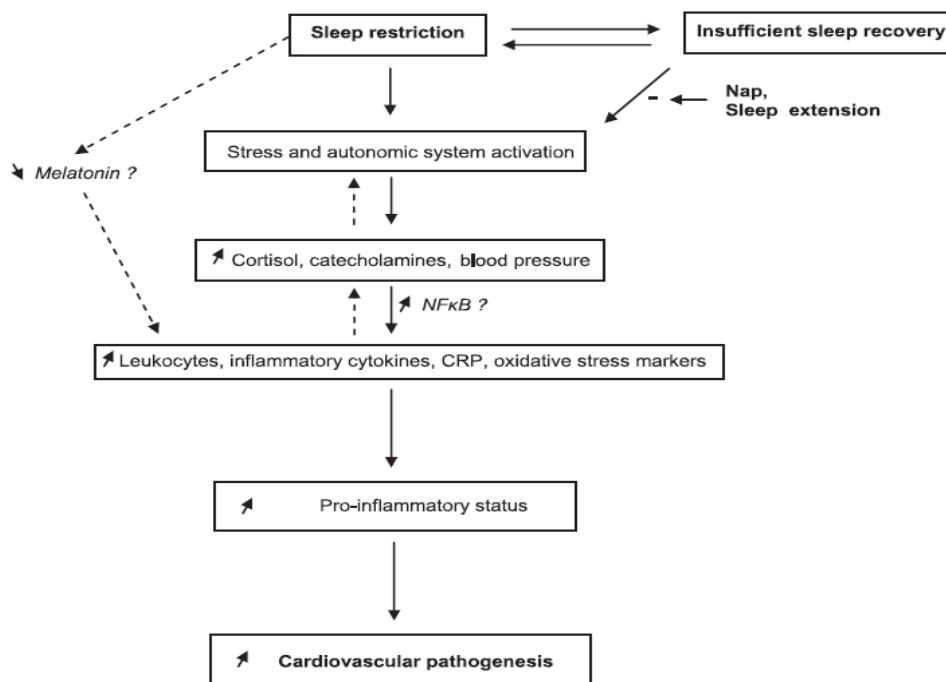 Sleep restriction
Insufficient sleep recovery
-
Nap,
Sleep extension
Stress and autonomic system activation
Melatonin ?
Cortisol, catecholamines, blood pressure
NFκB ?
Leukocytes, inflammatory cytokines, CRP, oxidative stress markers
Pro-inflammatory status
Cardiovascular pathogenesis